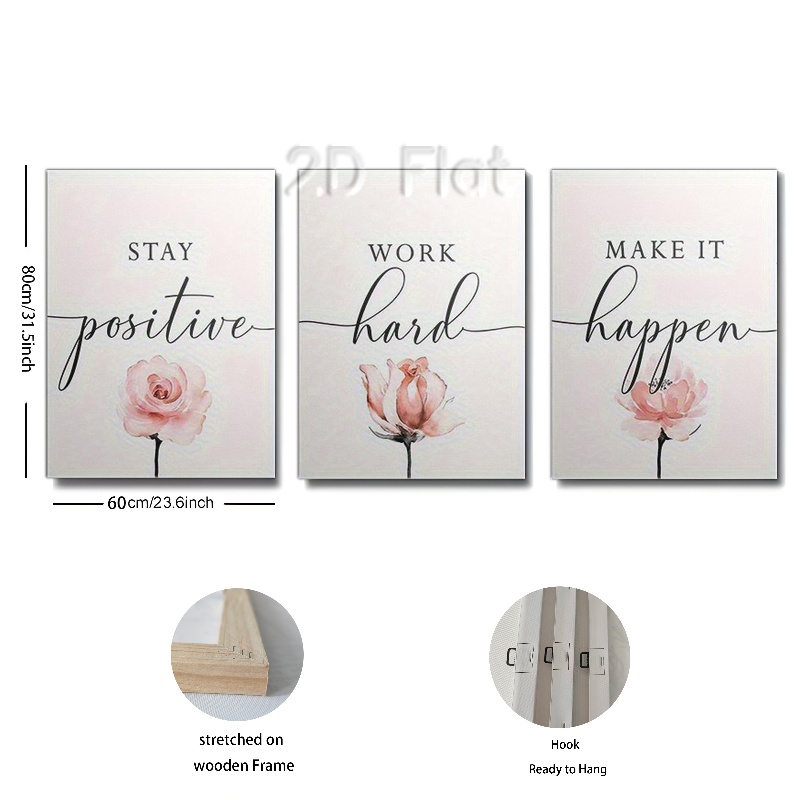 2D Flat
STAY
positive
WORK
hard
MAKE IT
happen
80cm/31.5inch
60cm/23.6inch
stretched on
wooden Frame
Hook
Ready to Hang